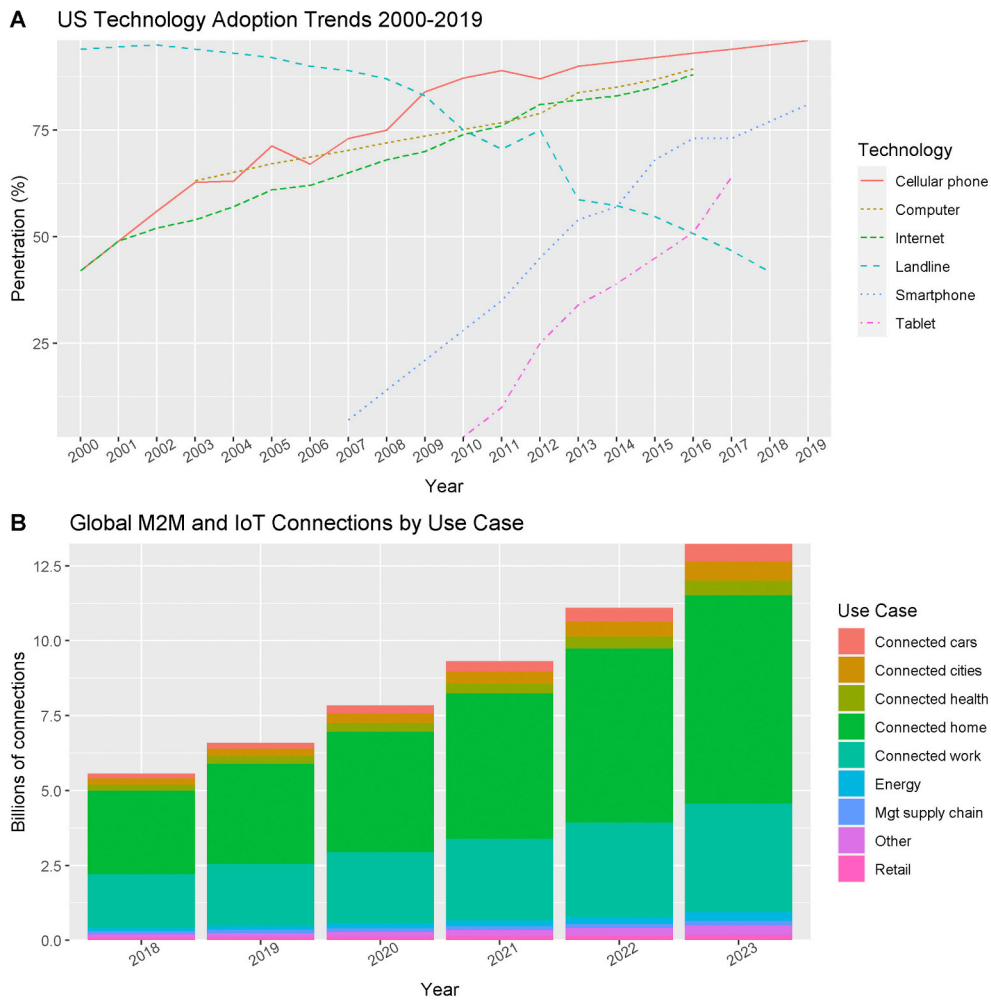 A US Technology Adoption Trends 2000-2019
Penetration (%)
75
50
25
2000 2001 2002 2003 2004 2005 2006 2007 2008 2009 2010 2011 2012 2013 2014 2015 2016 2017 2018 2019
Year
Technology
Cellular phone
Computer
Internet
Landline
Smartphone
Tablet
B Global M2M and IoT Connections by Use Case
Billions of connections
12.5
10.0
7.5
5.0
2.5
0.0
2018 2019 2020 2021 2022 2023
Year
Use Case
Connected cars
Connected cities
Connected health
Connected home
Connected work
Energy
Mgt supply chain
Other
Retail